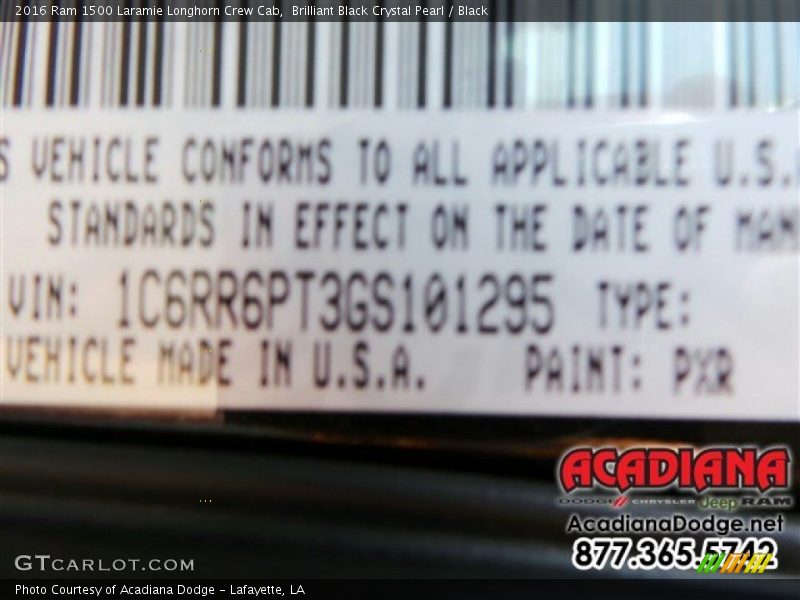 2016 Ram 1500 Laramie Longhorn Crew Cab, Brilliant Black Crystal Pearl / Black
S VEHICLE CONFORMS TO ALL APPLICABLE U.S.
STANDARDS IN EFFECT ON THE DATE OF MAN
VIN: 1C6RR6PT3GS101295 TYPE:
VEHICLE MADE IN U.S.A. PAINT: PXR
ACADIANA
DODGE CHRYSLER Jeep RAM
AcadianaDodge.net
877.365.5742
GTCARLOT.COM
Photo Courtesy of Acadiana Dodge - Lafayette, LA